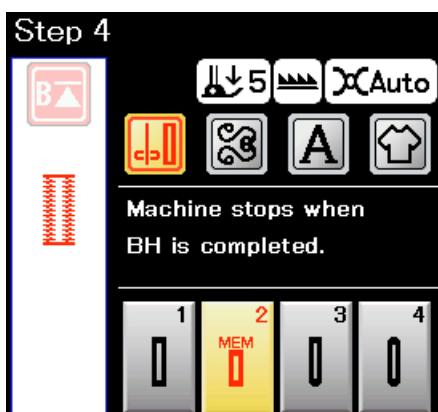 Step 4
B
5
Auto
A
Machine stops when
BH is completed.
1
2
3
4
MEM